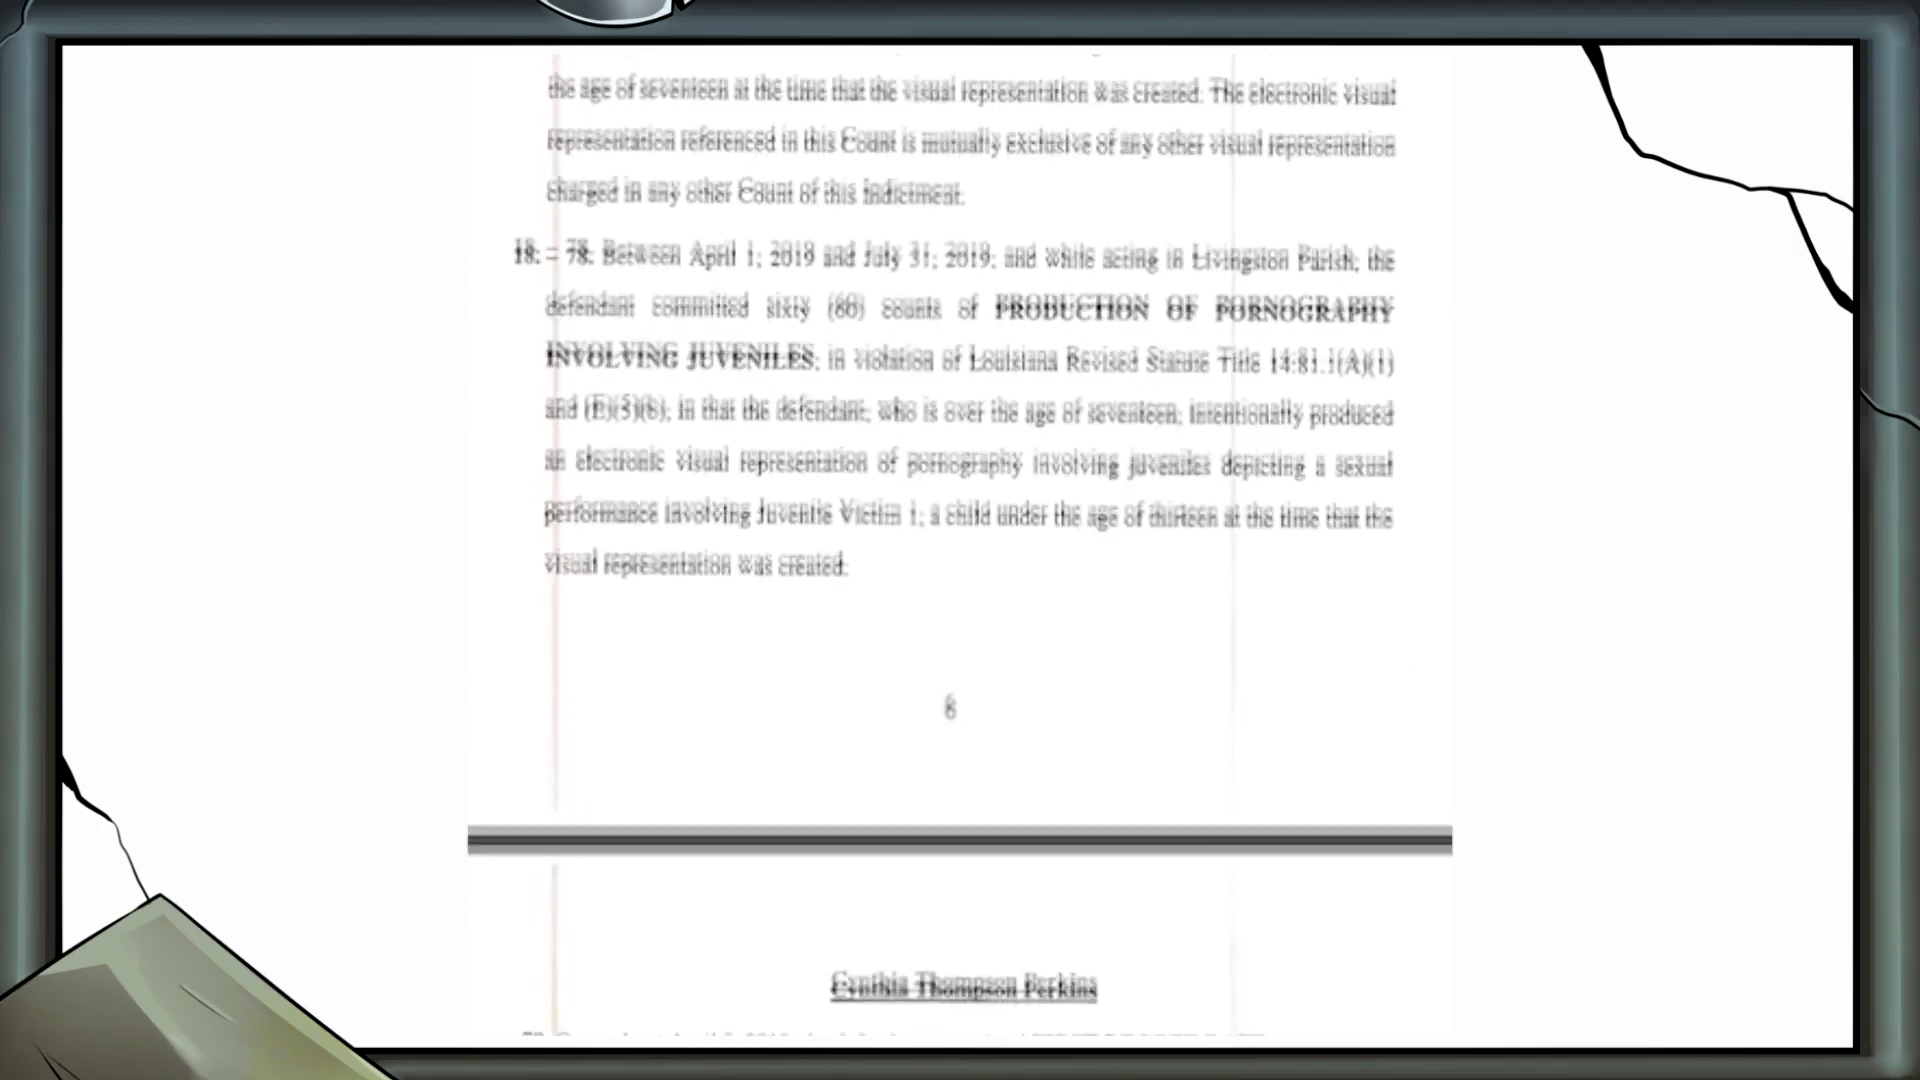 the age of seventeen at the time that the visual representation was created. The electronic visual
representation referenced in this Count is mutually exclusive of any other visual representation
charged in any other Count of this Indictment.
18. – 78. Between April 1, 2019 and July 31, 2019, and while acting in Livingston Parish, the
defendant committed sixty (60) counts of PRODUCTION OF PORNOGRAPHY
INVOLVING JUVENILES, in violation of Louisiana Revised Statute Title 14:81.1(A)(1)
and (E)(5)(b), in that the defendant, who is over the age of seventeen, intentionally produced
an electronic visual representation of pornography involving juveniles depicting a sexual
performance involving Juvenile Victim 1, a child under the age of thirteen at the time that the
visual representation was created.
6
Cynthia Thompson Perkins